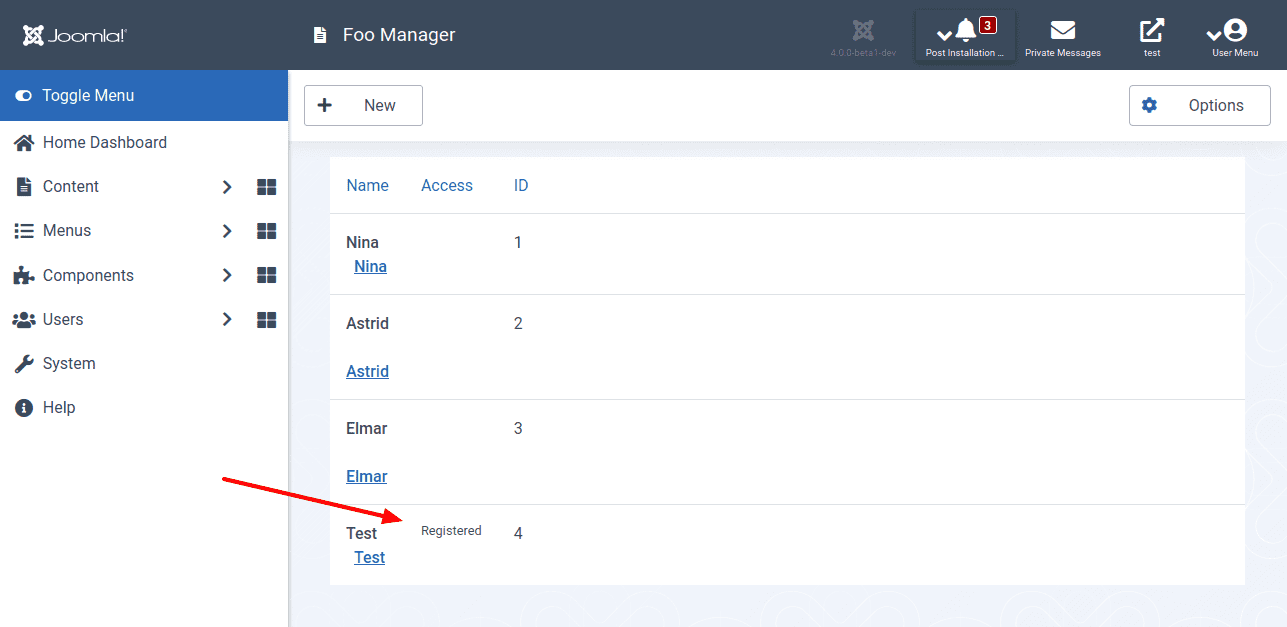 Joomla!
Foo Manager
4.0.0-beta1-dev
3
Post Installation ...
Private Messages
test
User Menu
Toggle Menu
Home Dashboard
Content
Menus
Components
Users
System
Help
New
Options
Name Access ID
Nina 1
Nina
Astrid 2
Astrid
Elmar 3
Elmar
Test Registered 4
Test